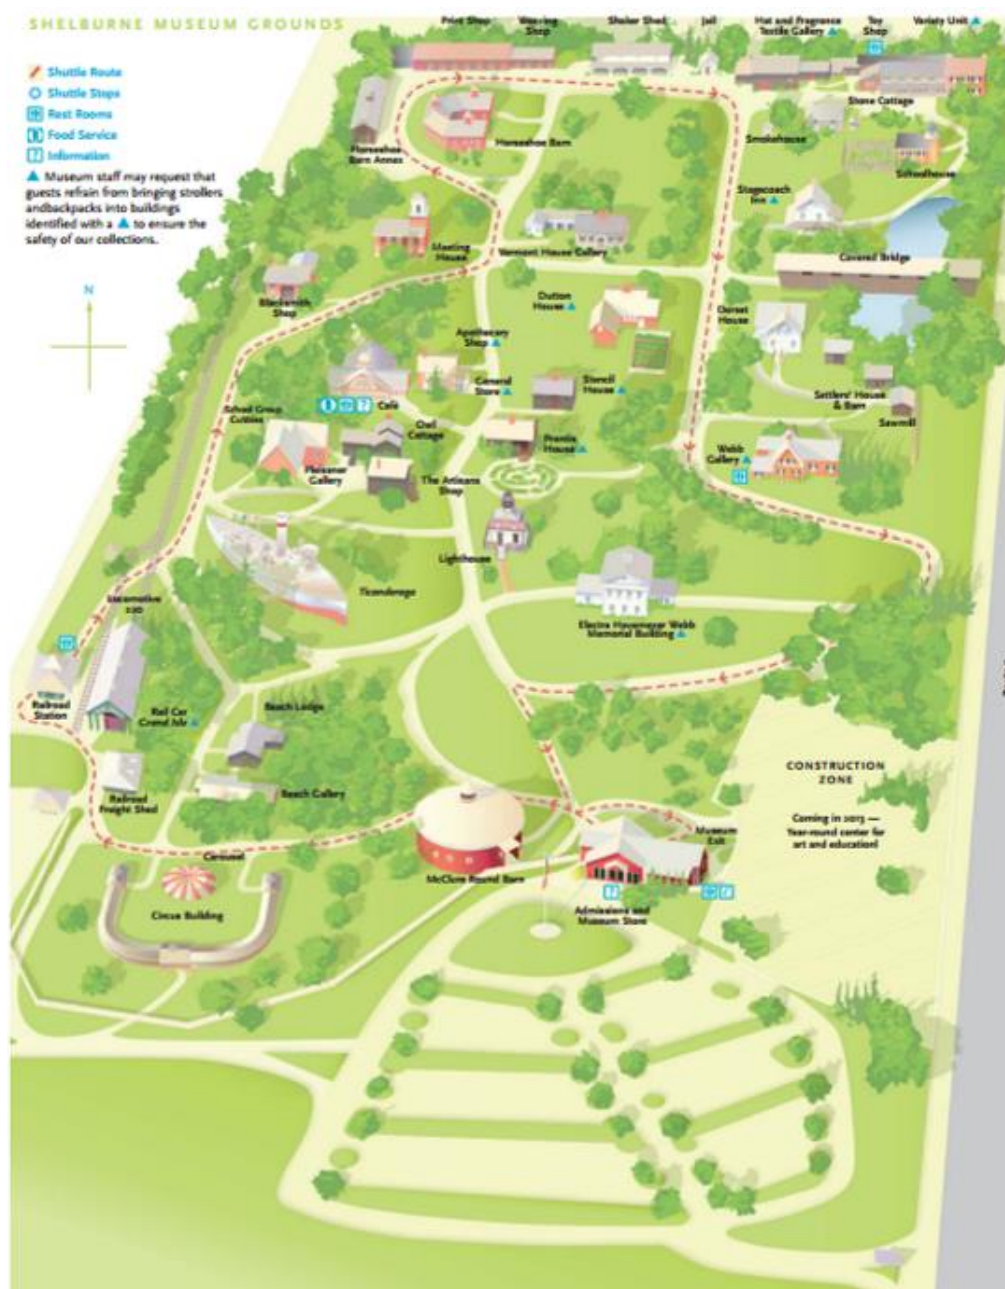 SHELBURNE MUSEUM GROUNDS
Shuttle Route
Shuttle Stops
Rest Rooms
Food Service
Information
Museum staff may request that
guests refrain from bringing strollers
andbackpacks into buildings
identified with a ▲ to ensure the
safety of our collections.
N
Print Shop
Weaving
Shop
Shaker Shed
Jail
Hat and Fragrance
Textile Gallery
Toy
Shop
Variety Unit
Horseshoe
Barn Annex
Horseshoe Barn
Stone Cottage
Smokehouse
Schoolhouse
Stagecoach
Inn
Meeting
House
Vermont House Gallery
Covered Bridge
Blacksmith
Shop
Dutton
House
Dorset
House
Apothecary
Shop
General
Store
Stencil
House
Settlers' House
& Barn
Sawmill
Café
School Group
Owl
Cottage
Pleissner
Gallery
Prentis
House
Webb
Gallery
The Artisans
Shop
Lighthouse
Ticonderoga
Locomotive
220
Electra Havemeyer Webb
Memorial Building
Railroad
Station
Rail Car
Grand Isle
Beach Lodge
Beach Gallery
Railroad
Freight Shed
CONSTRUCTION
ZONE
Coming in 2013 —
Year-round center for
art and education!
Museum
Exit
Carousel
McClure Round Barn
Circus Building
Admissions and
Museum Store